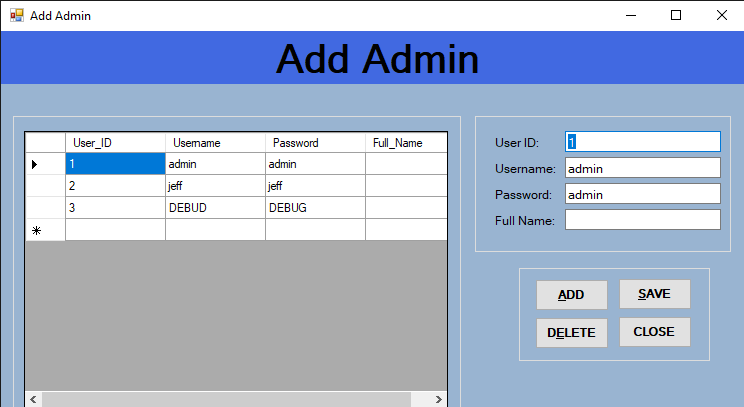 Add Admin
Add Admin
User_ID Username Password Full_Name
1 admin admin
2 jeff jeff
3 DEBUD DEBUG
User ID: 1
Username: admin
Password: admin
Full Name:
ADD SAVE
DELETE CLOSE